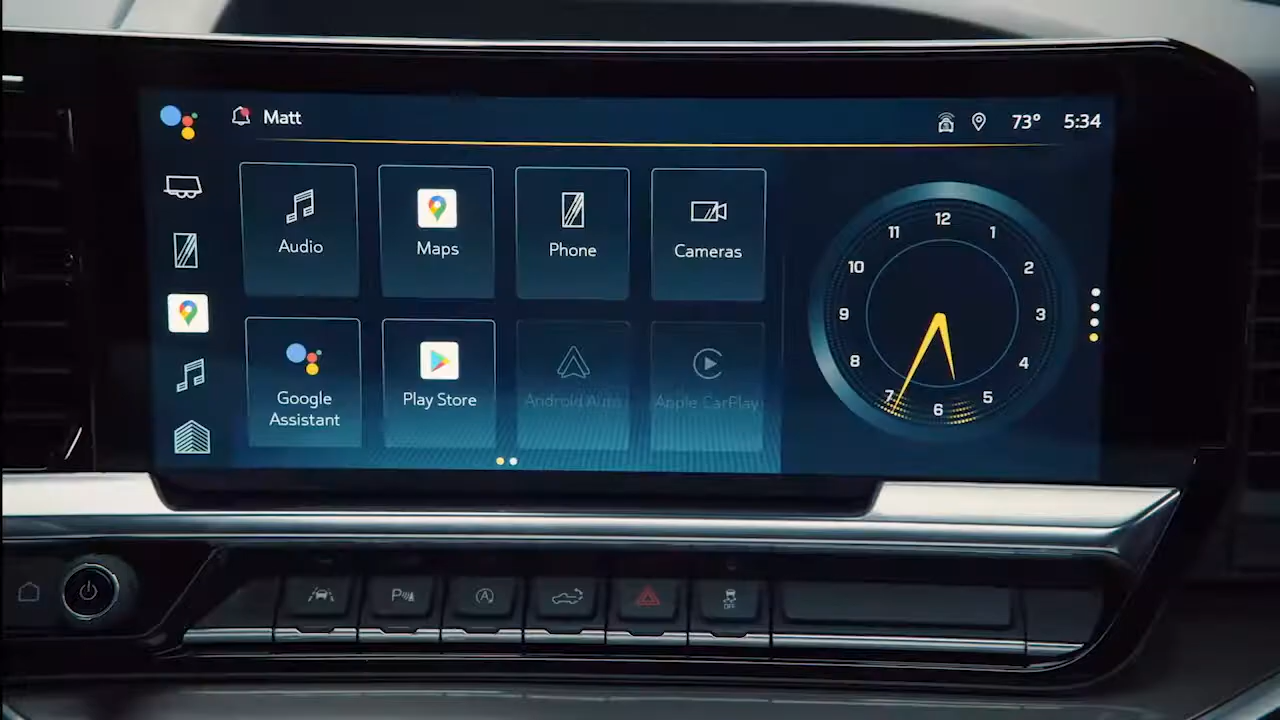 Matt
73° 5:34
Audio
Maps
Phone
Cameras
Google
Assistant
Play Store
Android Auto
Apple CarPlay
12
1
2
3
4
5
6
7
8
9
10
11
P
A
OFF